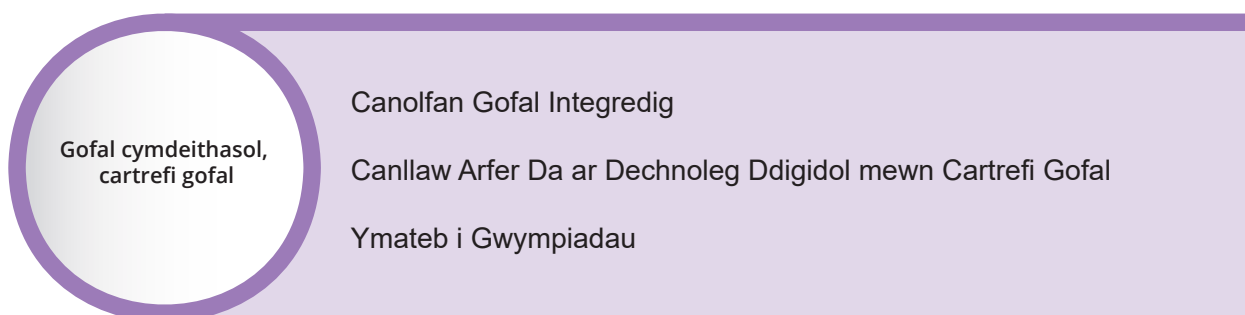 Gofal cymdeithasol,
cartrefi gofal
Canolfan Gofal Integredig
Canllaw Arfer Da ar Dechnoleg Ddigidol mewn Cartrefi Gofal
Ymateb i Gwympiadau